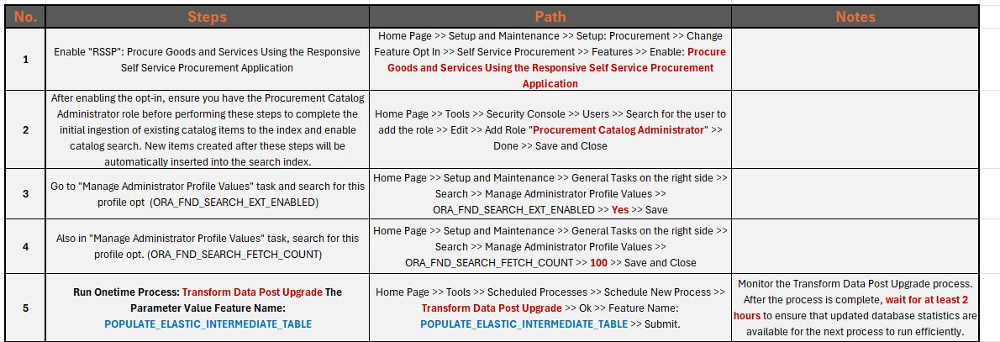 No. Steps Path Notes
1
Enable "RSSP": Procure Goods and Services Using the Responsive
Self Service Procurement Application
Home Page >> Setup and Maintenance >> Setup: Procurement >> Change
Feature Opt In >> Self Service Procurement >> Features >> Enable: Procure
Goods and Services Using the Responsive Self Service Procurement
Application
2
After enabling the opt-in, ensure you have the Procurement Catalog
Administrator role before performing these steps to complete the
initial ingestion of existing catalog items to the index and enable
catalog search. New items created after these steps will be
automatically inserted into the search index.
Home Page >> Tools >> Security Console >> Users >> Search for the user to
add the role >> Edit >> Add Role "Procurement Catalog Administrator" >>
Done >> Save and Close
3
Go to "Manage Administrator Profile Values" task and search for this
profile opt (ORA_FND_SEARCH_EXT_ENABLED)
Home Page >> Setup and Maintenance >> General Tasks on the right side >>
Search >> Manage Administrator Profile Values >>
ORA_FND_SEARCH_EXT_ENABLED >> Yes >> Save
4
Also in "Manage Administrator Profile Values" task, search for this
profile opt. (ORA_FND_SEARCH_FETCH_COUNT)
Home Page >> Setup and Maintenance >> General Tasks on the right side >>
Search >> Manage Administrator Profile Values >>
ORA_FND_SEARCH_FETCH_COUNT >> 100 >> Save and Close
5
Run Onetime Process: Transform Data Post Upgrade The
Parameter Value Feature Name:
POPULATE_ELASTIC_INTERMEDIATE_TABLE
Home Page >> Tools >> Scheduled Processes >> Schedule New Process >>
Transform Data Post Upgrade >> Ok >> Feature Name:
POPULATE_ELASTIC_INTERMEDIATE_TABLE >> Submit.
Monitor the Transform Data Post Upgrade process.
After the process is complete, wait for at least 2
hours to ensure that updated database statistics are
available for the next process to run efficiently.